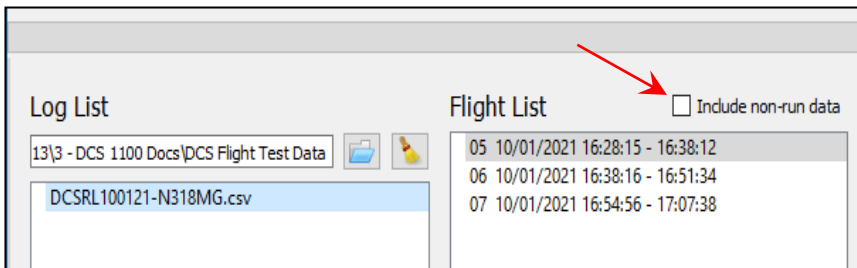 Log List
13\3 - DCS 1100 Docs\DCS Flight Test Data
DCSRL100121-N318MG.csv
Flight List
Include non-run data
05 10/01/2021 16:28:15 - 16:38:12
06 10/01/2021 16:38:16 - 16:51:34
07 10/01/2021 16:54:56 - 17:07:38